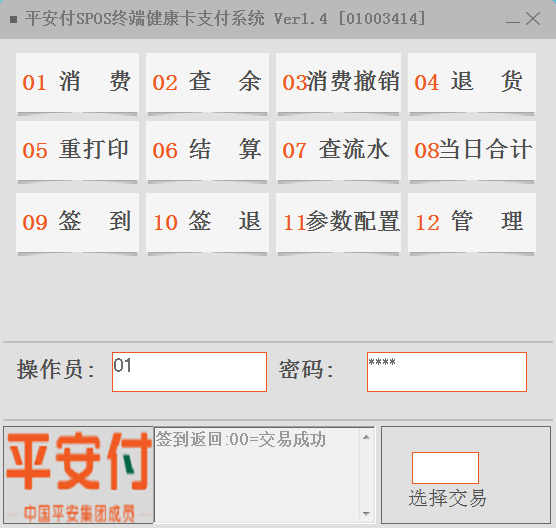 平安付SPOS终端健康卡支付系统 Ver1.4 [01003414]
01 消 费 02 查 余 03消费撤销 04 退 货
05 重打印 06 结 算 07 查流水 08当日合计
09 签 到 10 签 退 11参数配置 12 管 理
操作员: 01 密码: ****
签到返回:00=交易成功
平安付
中国平安集团成员
选择交易